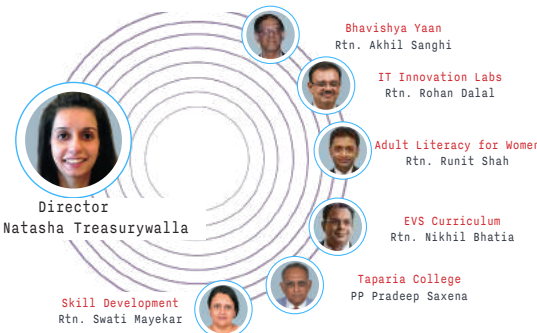 Bhavishya Yaan
Rtn. Akhil Sanghi
IT Innovation Labs
Rtn. Rohan Dalal
Adult Literacy for Women
Rtn. Runit Shah
Director
Natasha Treasurywalla
EVS Curriculum
Rtn. Nikhil Bhatia
Taparia College
PP Pradeep Saxena
Skill Development
Rtn. Swati Mayekar